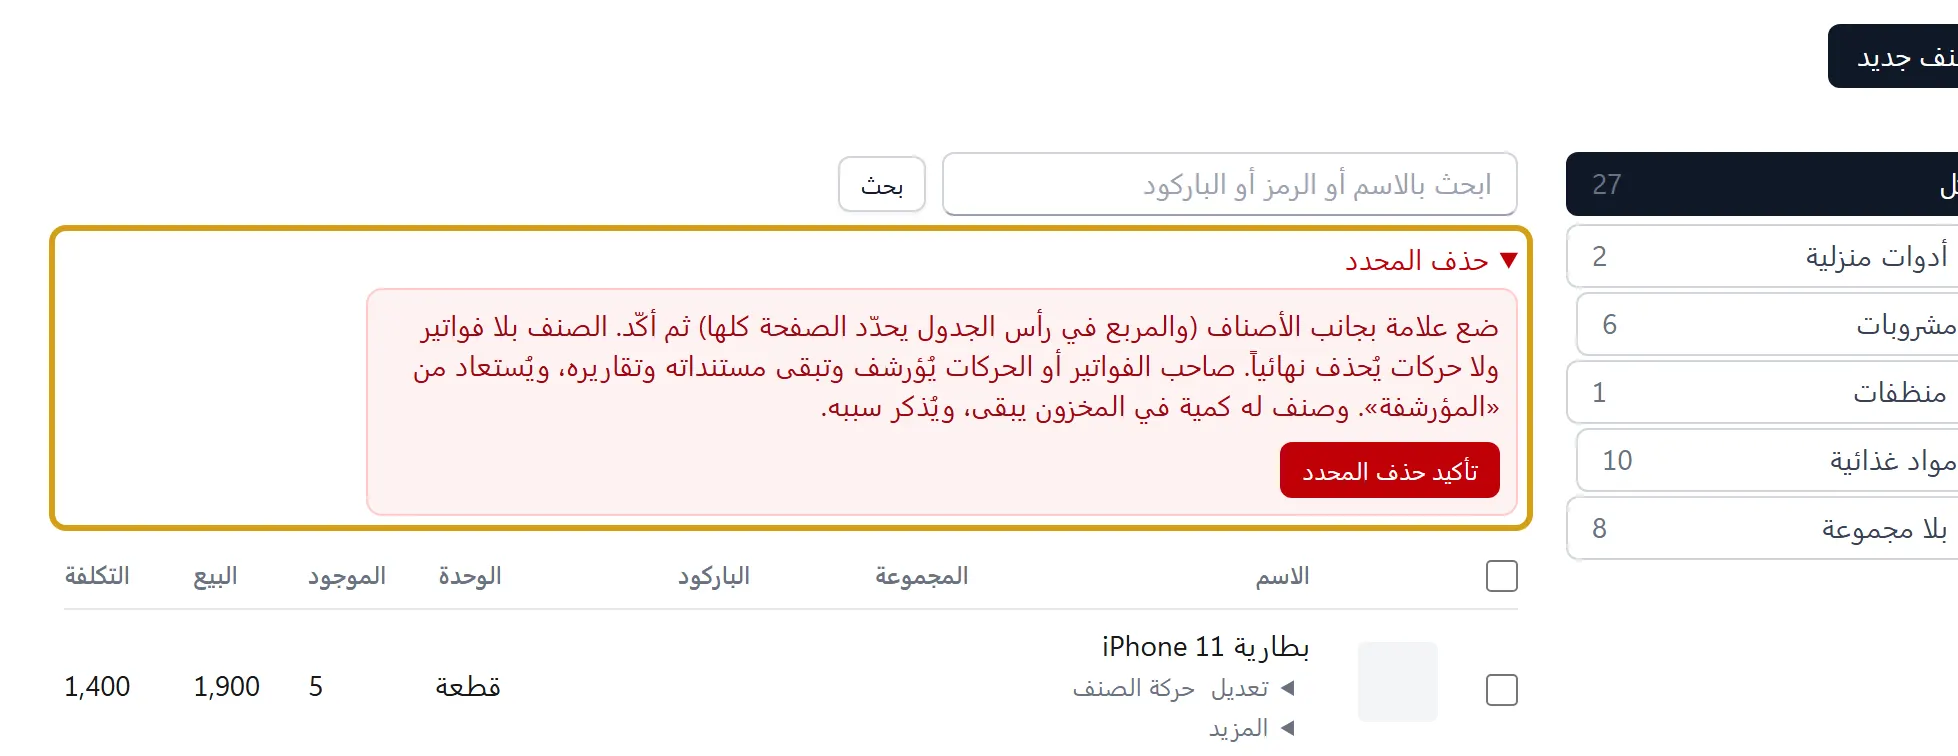 جديد
ابحث بالاسم أو الرمز أو الباركود
بحث
27
أدوات منزلية 2
مشروبات 6
منظفات 1
مواد غذائية 10
بلا مجموعة 8
حذف المحدد
ضع علامة بجانب الأصناف (والمربع في رأس الجدول يحدّد الصفحة كلها) ثم أكّد. الصنف بلا فواتير
ولا حركات يُحذف نهائياً. صاحب الفواتير أو الحركات يُؤرشف وتبقى مستنداته وتقاريره، ويُستعاد من
«المؤرشفة». وصنف له كمية في المخزون يبقى، ويُذكر سببه.
تأكيد حذف المحدد
الاسم المجموعة الباركود الوحدة الموجود البيع التكلفة
بطارية iPhone 11
تعديل حركة الصنف
المزيد
قطعة 5 1,900 1,400